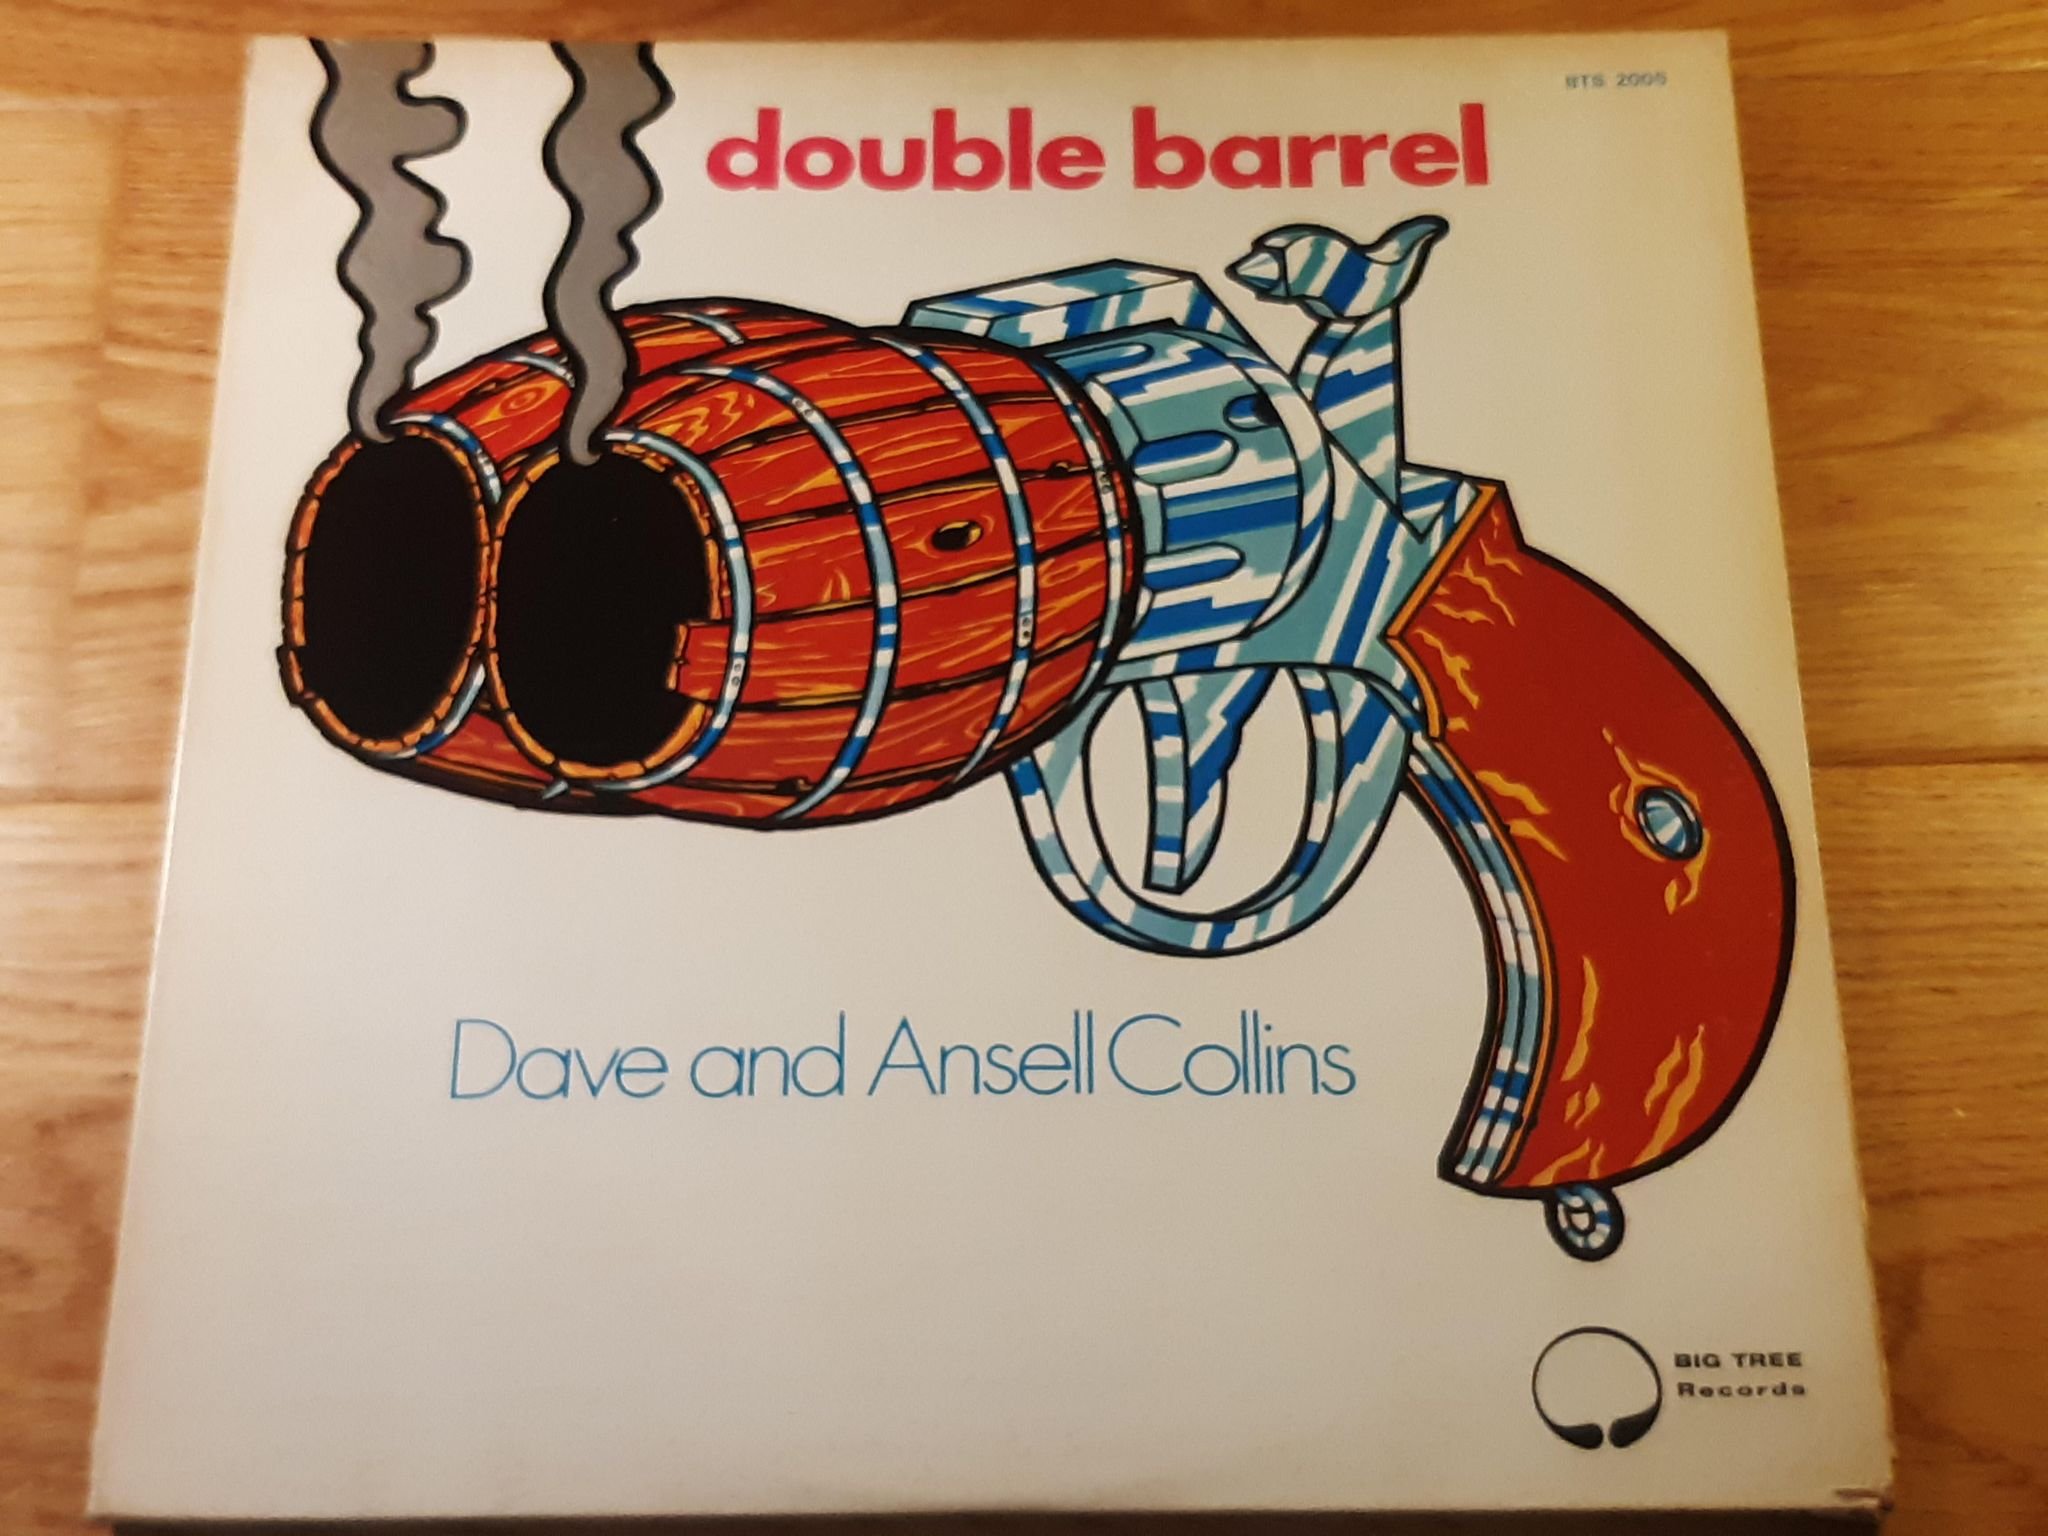 BTS 2005
double barrel
Dave and Ansell Collins
BIG TREE
Records